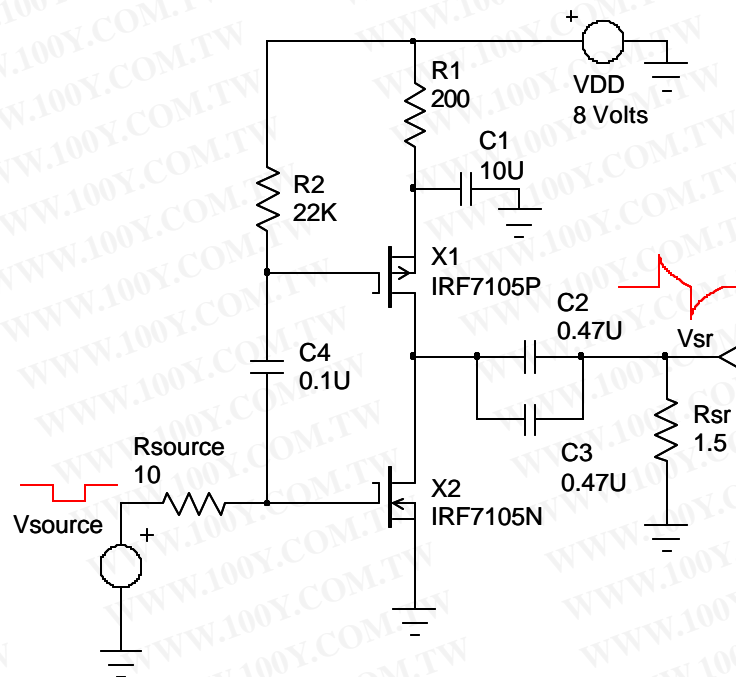 R1
200
VDD
8 Volts
C1
10U
R2
22K
X1
IRF7105P
C2
0.47U
Vsr
C4
0.1U
Rsr
1.5
C3
0.47U
Rsource
10
X2
IRF7105N
Vsource
+
+
WWW.100Y.COM.TW